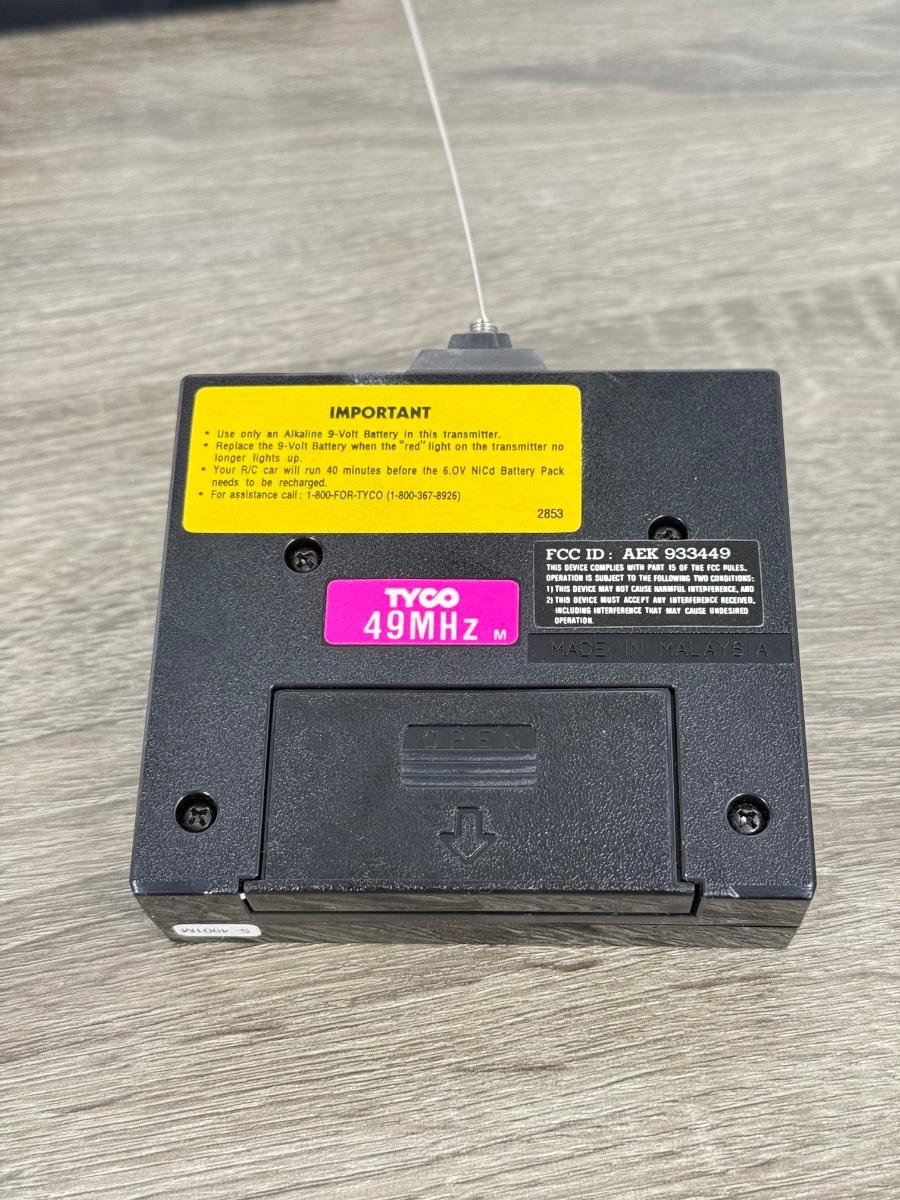 IMPORTANT
• Use only an Alkaline 9-Volt Battery in this transmitter.
• Replace the 9-Volt Battery when the "red" light on the transmitter no
longer lights up.
• Your R/C car will run 40 minutes before the 6.0V NiCd Battery Pack
needs to be recharged.
• For assistance call : 1-800-FOR-TYCO (1-800-367-8926)
2853
FCC ID : AEK 933449
THIS DEVICE COMPLIES WITH PART 15 OF THE FCC RULES.
OPERATION IS SUBJECT TO THE FOLLOWING TWO CONDITIONS:
1) THIS DEVICE MAY NOT CAUSE HARMFUL INTERFERENCE, AND
2) THIS DEVICE MUST ACCEPT ANY INTERFERENCE RECEIVED,
INCLUDING INTERFERENCE THAT MAY CAUSE UNDESIRED
OPERATION.
TYCO
49MHz M
MADE IN MALAYSIA
OPEN
S-4901M